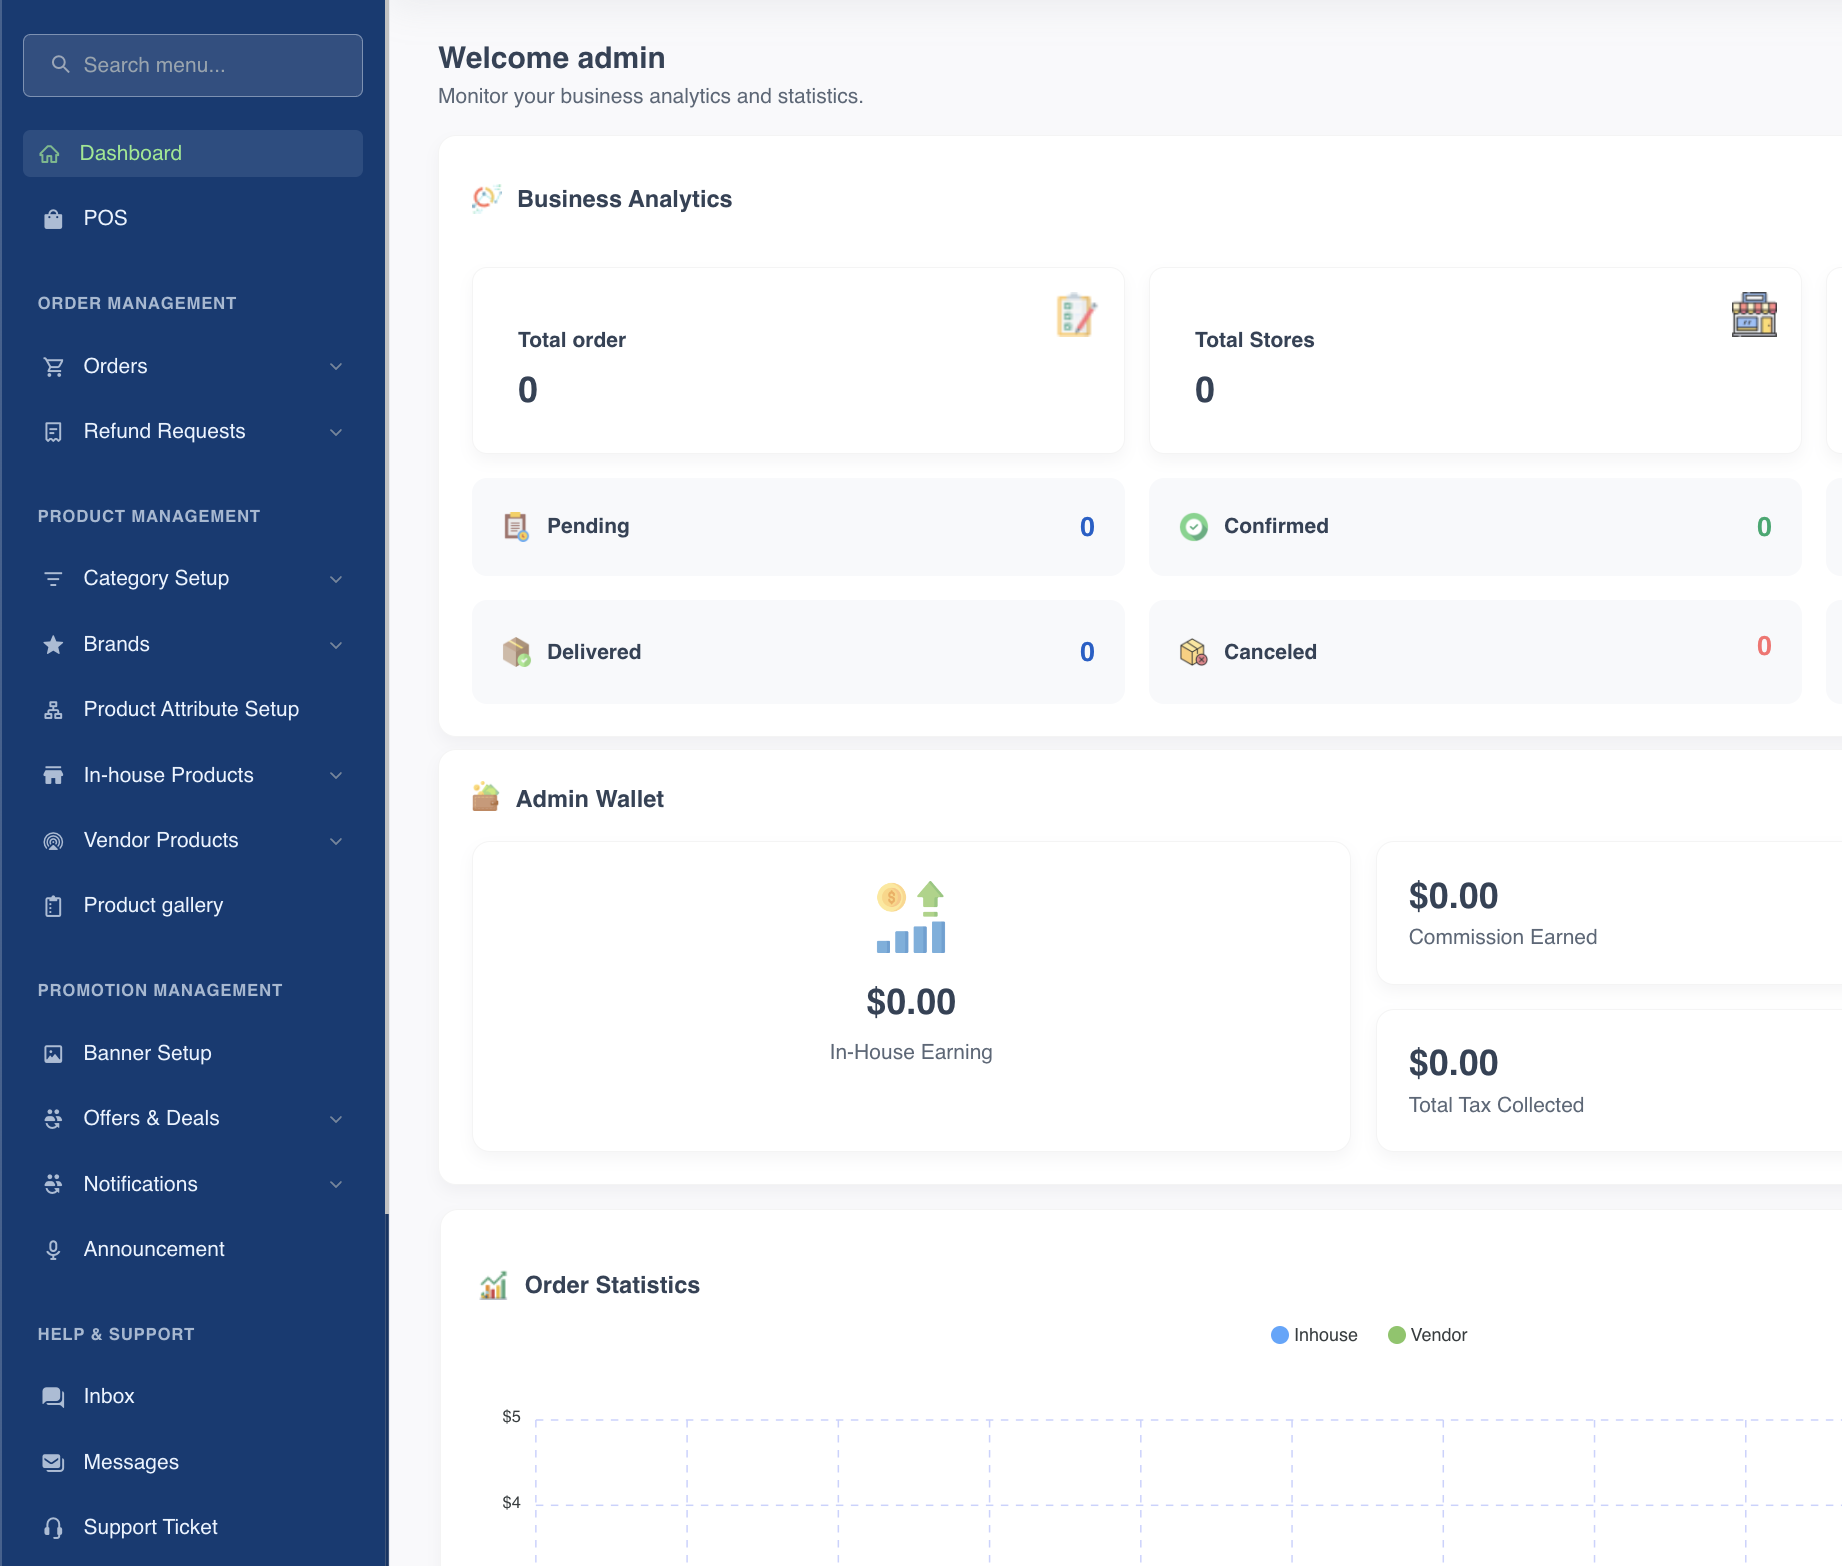 Search menu...
Dashboard
POS
ORDER MANAGEMENT
Orders
Refund Requests
PRODUCT MANAGEMENT
Category Setup
Brands
Product Attribute Setup
In-house Products
Vendor Products
Product gallery
PROMOTION MANAGEMENT
Banner Setup
Offers & Deals
Notifications
Announcement
HELP & SUPPORT
Inbox
Messages
Support Ticket
Welcome admin
Monitor your business analytics and statistics.
Business Analytics
Total order
0
Total Stores
0
Pending 0
Confirmed 0
Delivered 0
Canceled 0
Admin Wallet
$0.00
In-House Earning
$0.00
Commission Earned
$0.00
Total Tax Collected
Order Statistics
Inhouse Vendor
$5
$4